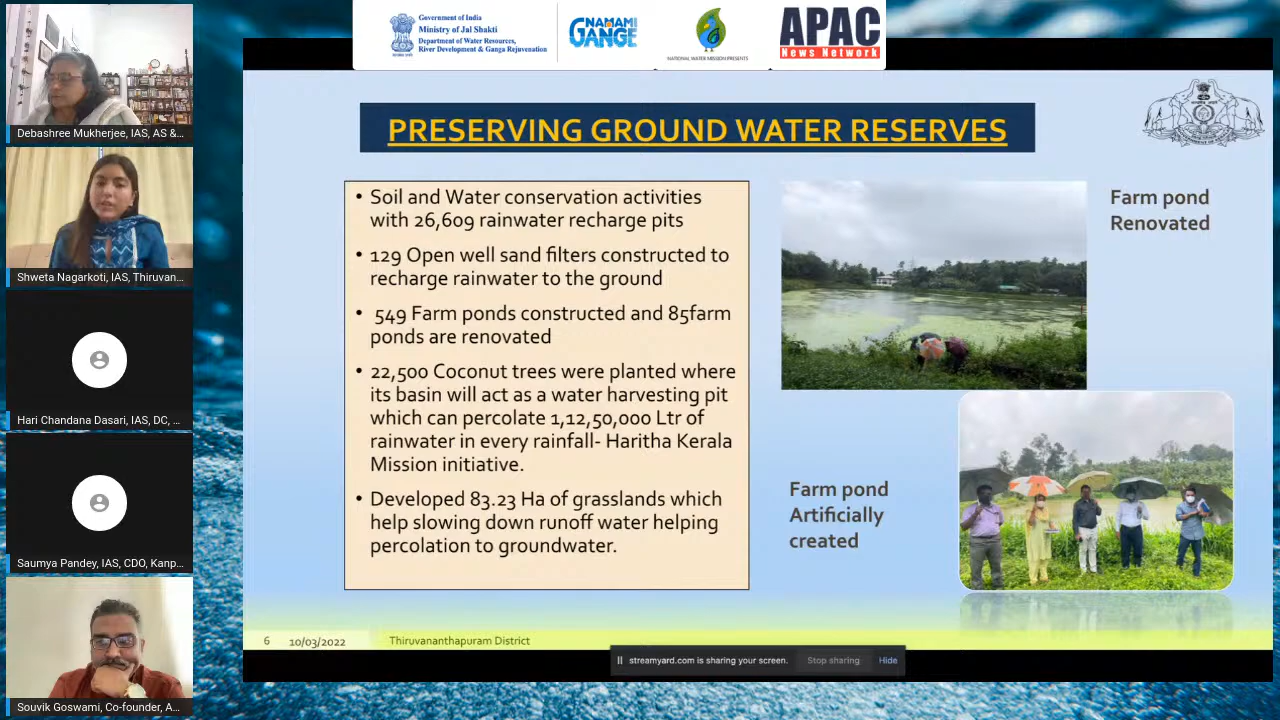 Government of India
Ministry of Jal Shakti
Department of Water Resources,
River Development & Ganga Rejuvenation
NAMAMI
GANGE
NATIONAL WATER MISSION PRESENTS
APAC
News Network
Debashree Mukherjee, IAS, AS &...
Shweta Nagarkoti, IAS, Thiruvan...
Hari Chandana Dasari, IAS, DC, ...
Saumya Pandey, IAS, CDO, Kanp...
Souvik Goswami, Co-founder, A...
PRESERVING GROUND WATER RESERVES
• Soil and Water conservation activities
with 26,609 rainwater recharge pits
• 129 Open well sand filters constructed to
recharge rainwater to the ground
• 549 Farm ponds constructed and 85farm
ponds are renovated
• 22,500 Coconut trees were planted where
its basin will act as a water harvesting pit
which can percolate 1,12,50,000 Ltr of
rainwater in every rainfall- Haritha Kerala
Mission initiative.
• Developed 83.23 Ha of grasslands which
help slowing down runoff water helping
percolation to groundwater.
Farm pond
Renovated
Farm pond
Artificially
created
6 10/03/2022 Thiruvananthapuram District
streamyard.com is sharing your screen. Stop sharing Hide